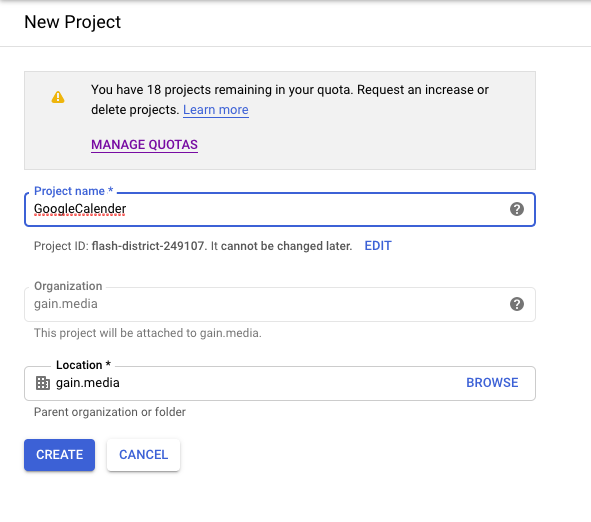 New Project
You have 18 projects remaining in your quota. Request an increase or
delete projects. Learn more
MANAGE QUOTAS
Project name *
GoogleCalender
Project ID: flash-district-249107. It cannot be changed later. EDIT
Organization
gain.media
This project will be attached to gain.media.
Location *
gain.media BROWSE
Parent organization or folder
CREATE CANCEL